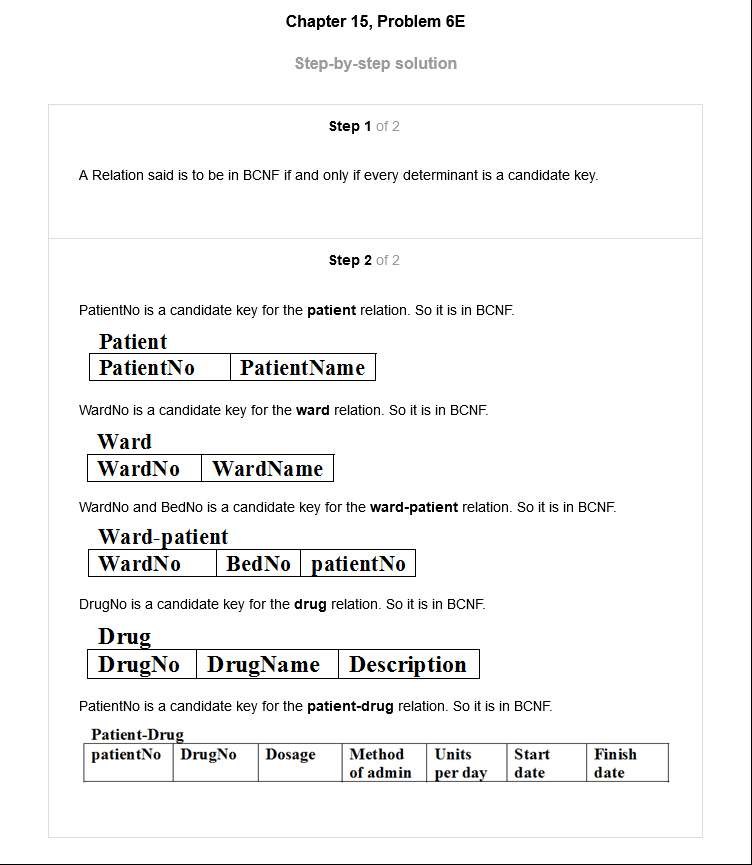 Chapter 15, Problem 6E
Step-by-step solution
Step 1 of 2
A Relation said is to be in BCNF if and only if every determinant is a candidate key.
Step 2 of 2
PatientNo is a candidate key for the patient relation. So it is in BCNF.
Patient
PatientNo PatientName
WardNo is a candidate key for the ward relation. So it is in BCNF.
Ward
WardNo WardName
WardNo and BedNo is a candidate key for the ward-patient relation. So it is in BCNF.
Ward-patient
WardNo BedNo patientNo
DrugNo is a candidate key for the drug relation. So it is in BCNF.
Drug
DrugNo DrugName Description
PatientNo is a candidate key for the patient-drug relation. So it is in BCNF.
Patient-Drug
patientNo DrugNo Dosage Method Units Start Finish
of admin per day date date